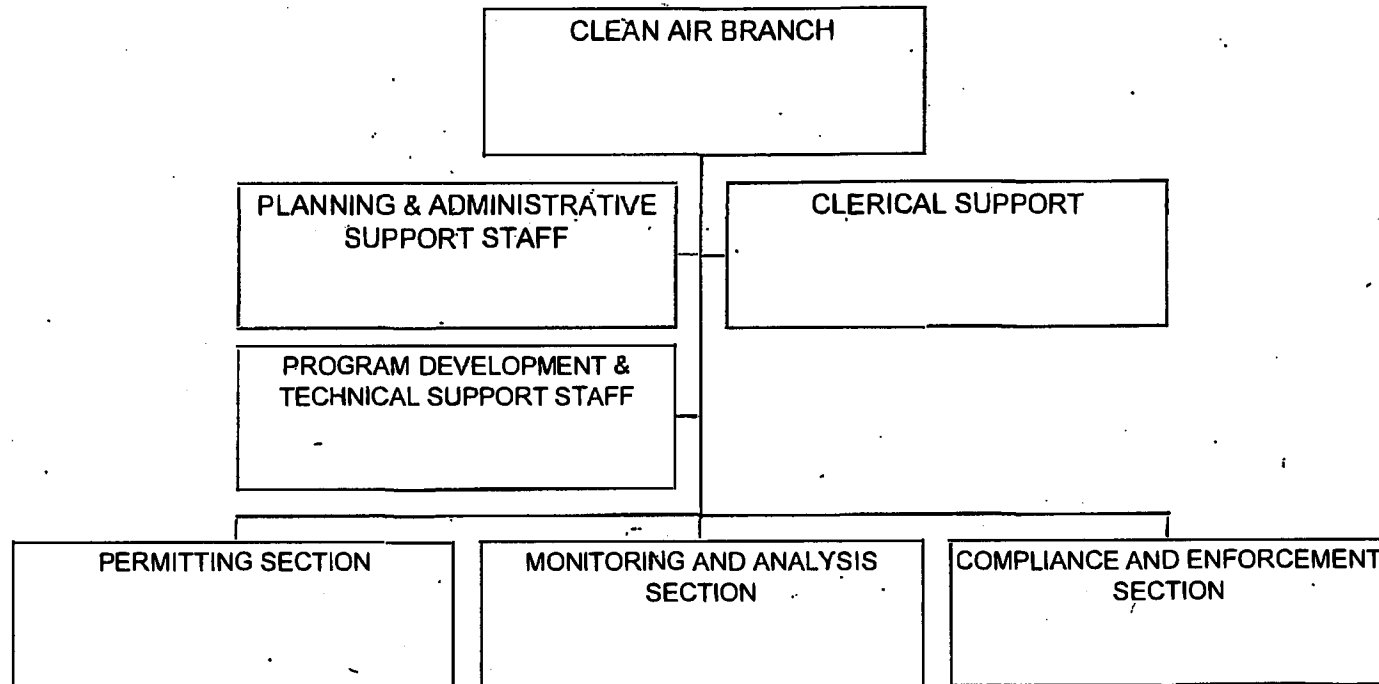 CLEAN AIR BRANCH
PLANNING & ADMINISTRATIVE
SUPPORT STAFF
CLERICAL SUPPORT
PROGRAM DEVELOPMENT &
TECHNICAL SUPPORT STAFF
PERMITTING SECTION
MONITORING AND ANALYSIS
SECTION
COMPLIANCE AND ENFORCEMENT
SECTION